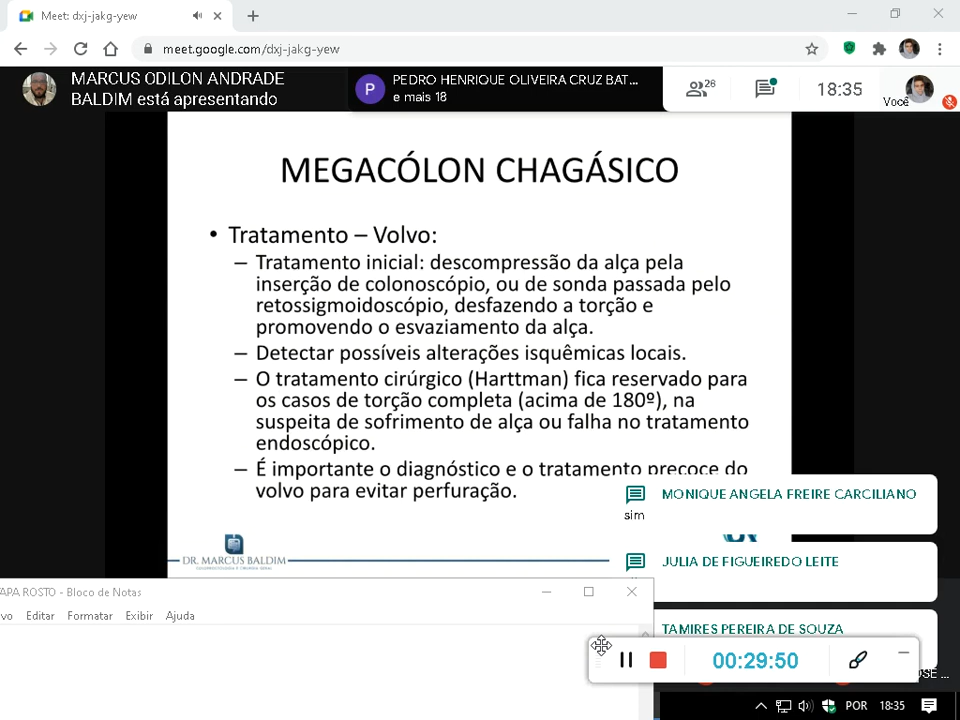 Meet: dxj-jakg-yew
meet.google.com/dxj-jakg-yew
MARCUS ODILON ANDRADE
BALDIM está apresentando
P
PEDRO HENRIQUE OLIVEIRA CRUZ BAT...
e mais 18
28
18:35
Você
MEGACÓLON CHAGÁSICO
• Tratamento – Volvo:
– Tratamento inicial: descompressão da alça pela
inserção de colonoscópio, ou de sonda passada pelo
retossigmoidoscópio, desfazendo a torção e
promovendo o esvaziamento da alça.
– Detectar possíveis alterações isquêmicas locais.
– O tratamento cirúrgico (Harttman) fica reservado para
os casos de torção completa (acima de 180º), na
suspeita de sofrimento de alça ou falha no tratamento
endoscópico.
– É importante o diagnóstico e o tratamento precoce do
volvo para evitar perfuração.
MONIQUE ANGELA FREIRE CARCILIANO
sim
DR. MARCUS BALDIM
JULIA DE FIGUEIREDO LEITE
TAMIRES PEREIRA DE SOUZA
APA ROSTO - Bloco de Notas
vo Editar Formatar Exibir Ajuda
00:29:50
OSE ...
POR 18:35